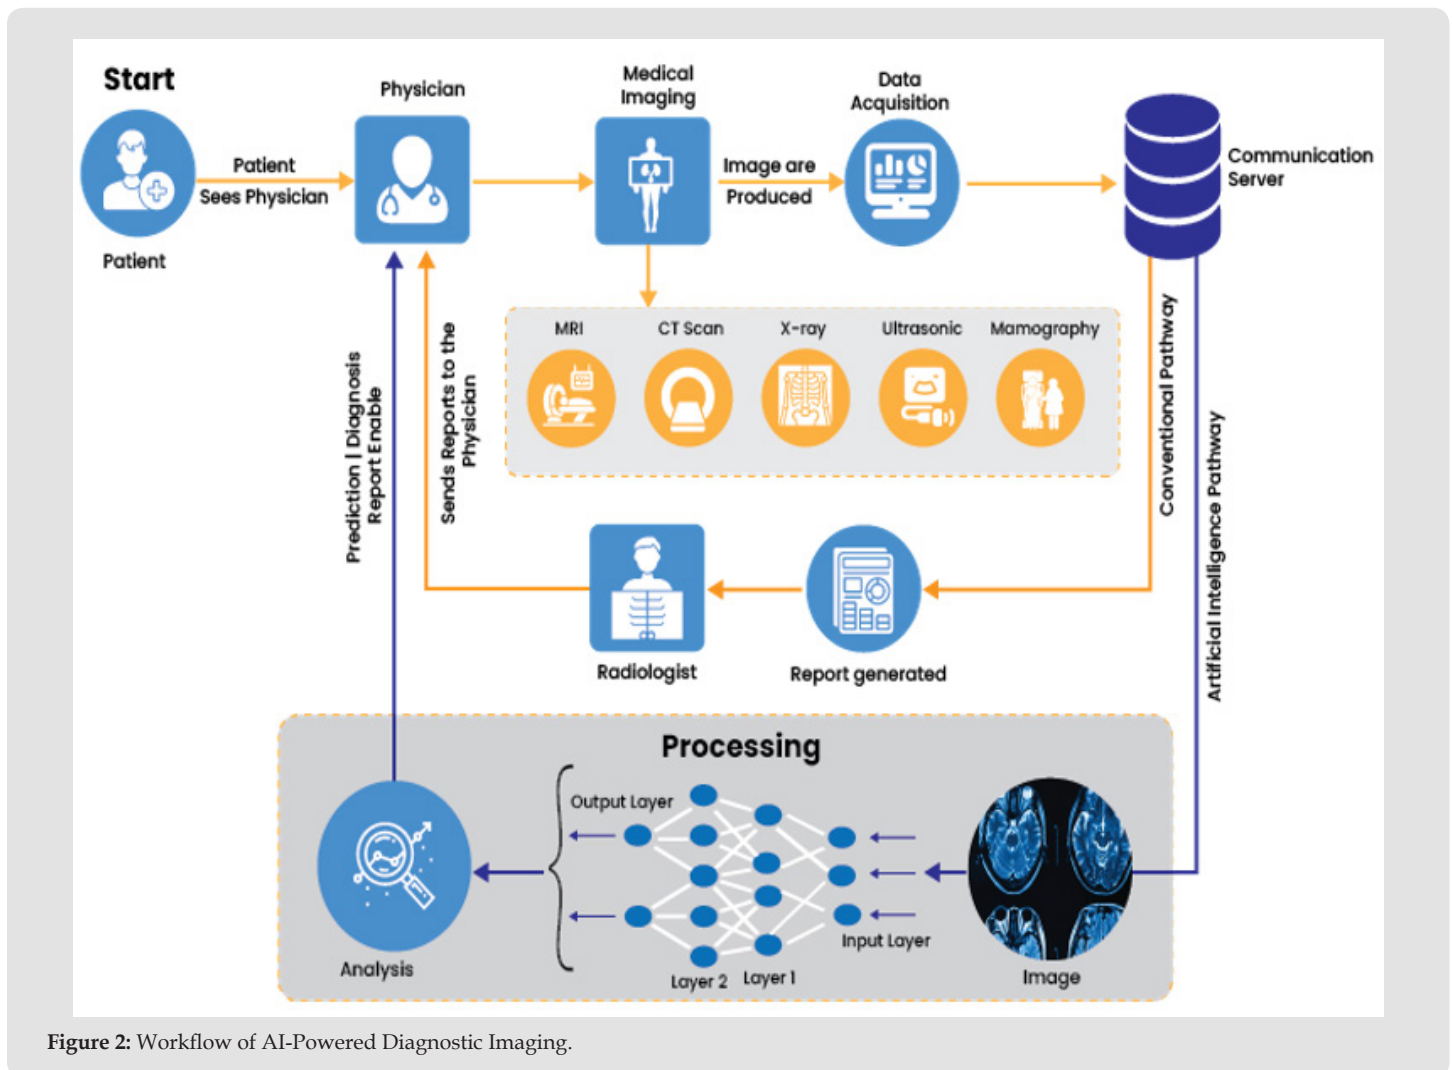 Start
Physician
Medical
Imaging
Data
Acquisition
Patient
Sees Physician
Image are
Produced
Communication
Server
Patient
MRI
CT Scan
X-ray
Ultrasonic
Mamography
Prediction | Diagnosis
Report Enable
Sends Reports to the
Physician
Conventional Pathway
Artificial Intelligence Pathway
Radiologist
Report generated
Processing
Output Layer
Input Layer
Layer 2
Layer 1
Analysis
Image
Figure 2: Workflow of AI-Powered Diagnostic Imaging.